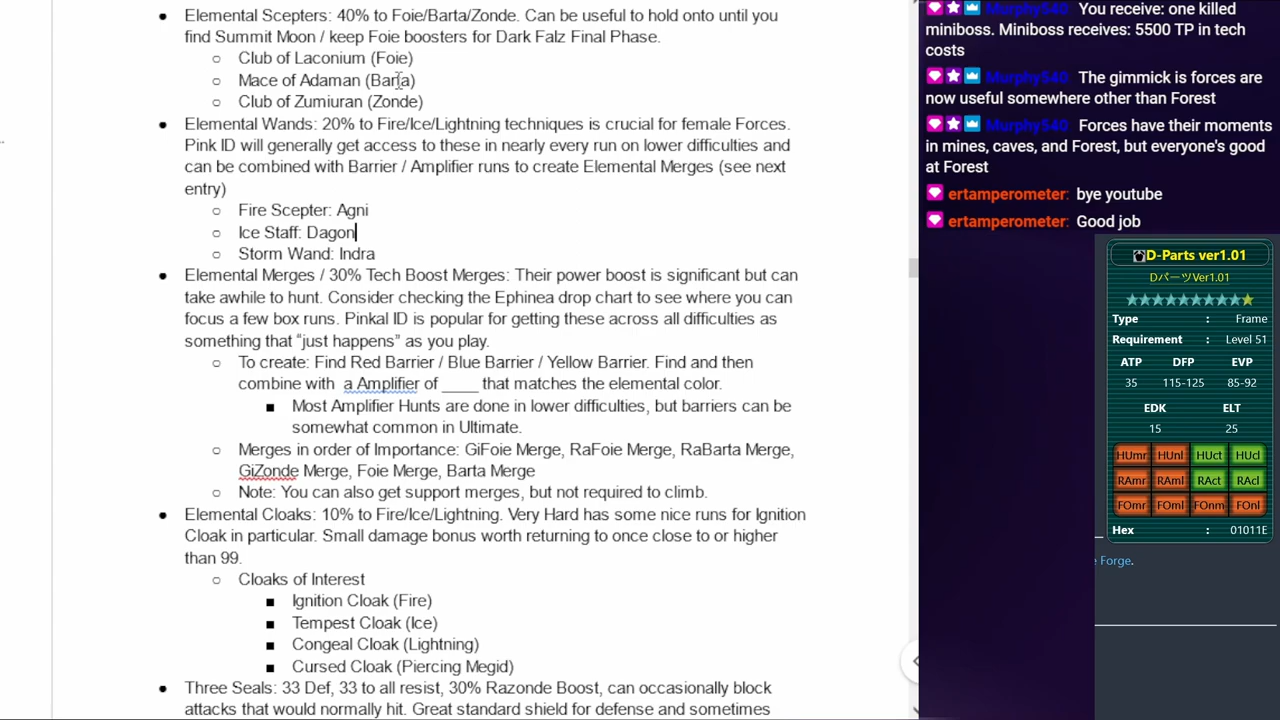 Elemental Scepters: 40% to Foie/Barta/Zonde. Can be useful to hold onto until you
find Summit Moon / keep Foie boosters for Dark Falz Final Phase.
Club of Laconium (Foie)
Mace of Adaman (Barta)
Club of Zumiuran (Zonde)
Elemental Wands: 20% to Fire/Ice/Lightning techniques is crucial for female Forces.
Pink ID will generally get access to these in nearly every run on lower difficulties and
can be combined with Barrier / Amplifier runs to create Elemental Merges (see next
entry)
Fire Scepter: Agni
Ice Staff: Dagon
Storm Wand: Indra
Elemental Merges / 30% Tech Boost Merges: Their power boost is significant but can
take awhile to hunt. Consider checking the Ephinea drop chart to see where you can
focus a few box runs. Pinkal ID is popular for getting these across all difficulties as
something that “just happens” as you play.
To create: Find Red Barrier / Blue Barrier / Yellow Barrier. Find and then
combine with a Amplifier of ____ that matches the elemental color.
Most Amplifier Hunts are done in lower difficulties, but barriers can be
somewhat common in Ultimate.
Merges in order of Importance: GiFoie Merge, RaFoie Merge, RaBarta Merge,
GiZonde Merge, Foie Merge, Barta Merge
Note: You can also get support merges, but not required to climb.
Elemental Cloaks: 10% to Fire/Ice/Lightning. Very Hard has some nice runs for Ignition
Cloak in particular. Small damage bonus worth returning to once close to or higher
than 99.
Cloaks of Interest
Ignition Cloak (Fire)
Tempest Cloak (Ice)
Congeal Cloak (Lightning)
Cursed Cloak (Piercing Megid)
Three Seals: 33 Def, 33 to all resist, 30% Razonde Boost, can occasionally block
attacks that would normally hit. Great standard shield for defense and sometimes
Murphy540 You receive: one killed
miniboss. Miniboss receives: 5500 TP in tech
costs
Murphy540 The gimmick is forces are
now useful somewhere other than Forest
Murphy540 Forces have their moments
in mines, caves, and Forest, but everyone's good
at Forest
ertamperometer: bye youtube
ertamperometer: Good job
D-Parts ver1.01
DパーツVer1.01
Type : Frame
Requirement : Level 51
ATP DFP EVP
35 115-125 85-92
EDK ELT
15 25
HUmr HUnl HUct HUcl
RAmr RAml RAct RAcl
FOmr FOml FOnm FOnl
Hex : 01011E
e Forge.